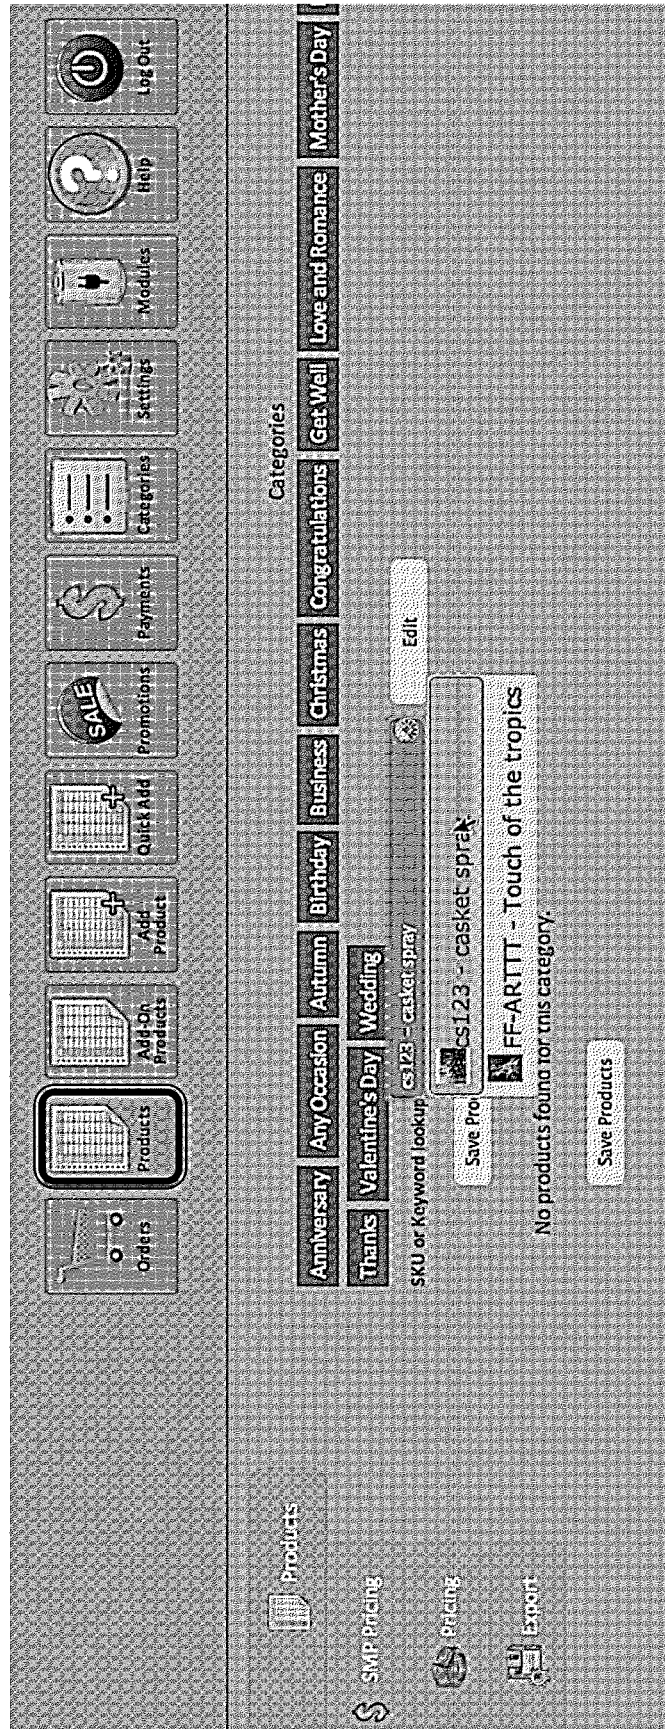 Orders
Products
Add-On
Products
Add
Product
Quick Add
SALE
Promotions
Payments
Categories
Settings
Modules
Help
Log Out
Products
SMP Pricing
Pricing
Export
Categories
Anniversary Any Occasion Autumn Birthday Business Christmas Congratulations Get Well Love and Romance Mother's Day
Thanks Valentine's Day Wedding
SKU or Keyword lookup cs123 - casket spray Edit
cs123 - casket spray
Save Prod
FF-ARTTT - Touch of the tropics
No products found for this category.
Save Products